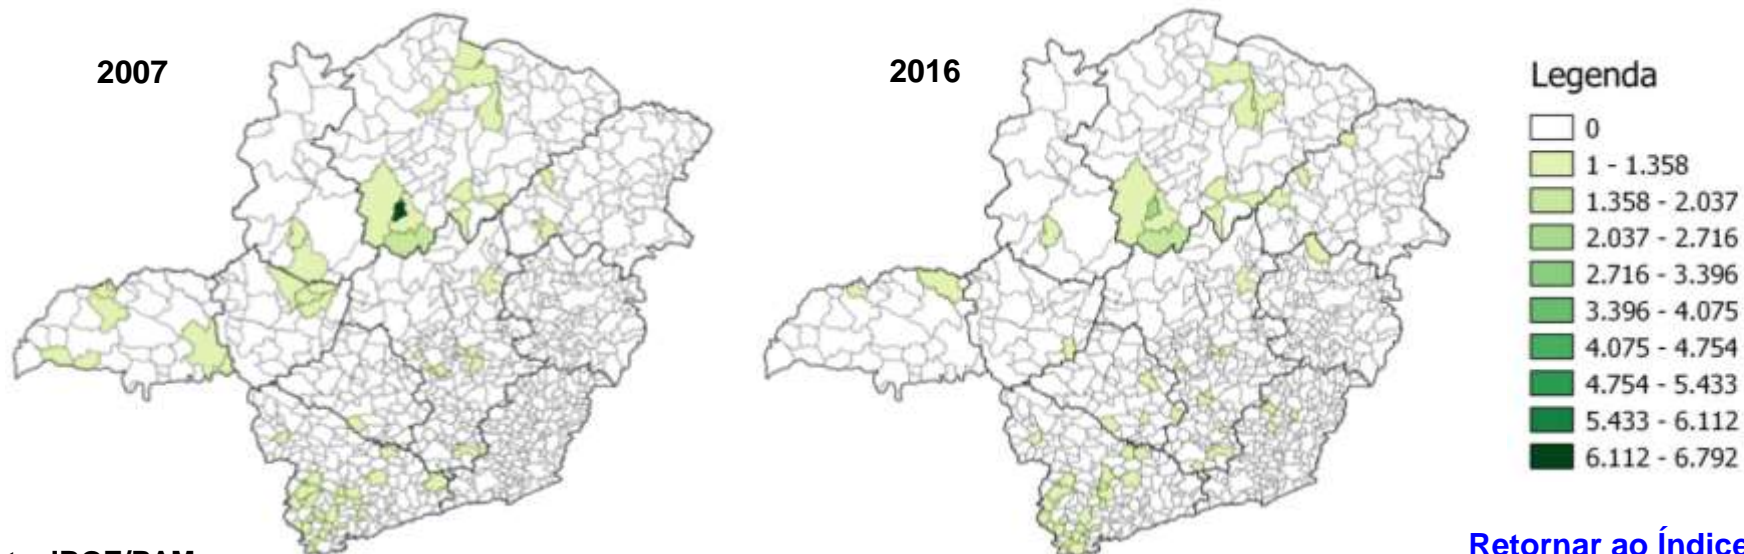 2007
2016
Legenda
0
1 - 1.358
1.358 - 2.037
2.037 - 2.716
2.716 - 3.396
3.396 - 4.075
4.075 - 4.754
4.754 - 5.433
5.433 - 6.112
6.112 - 6.792
Retornar ao Índice